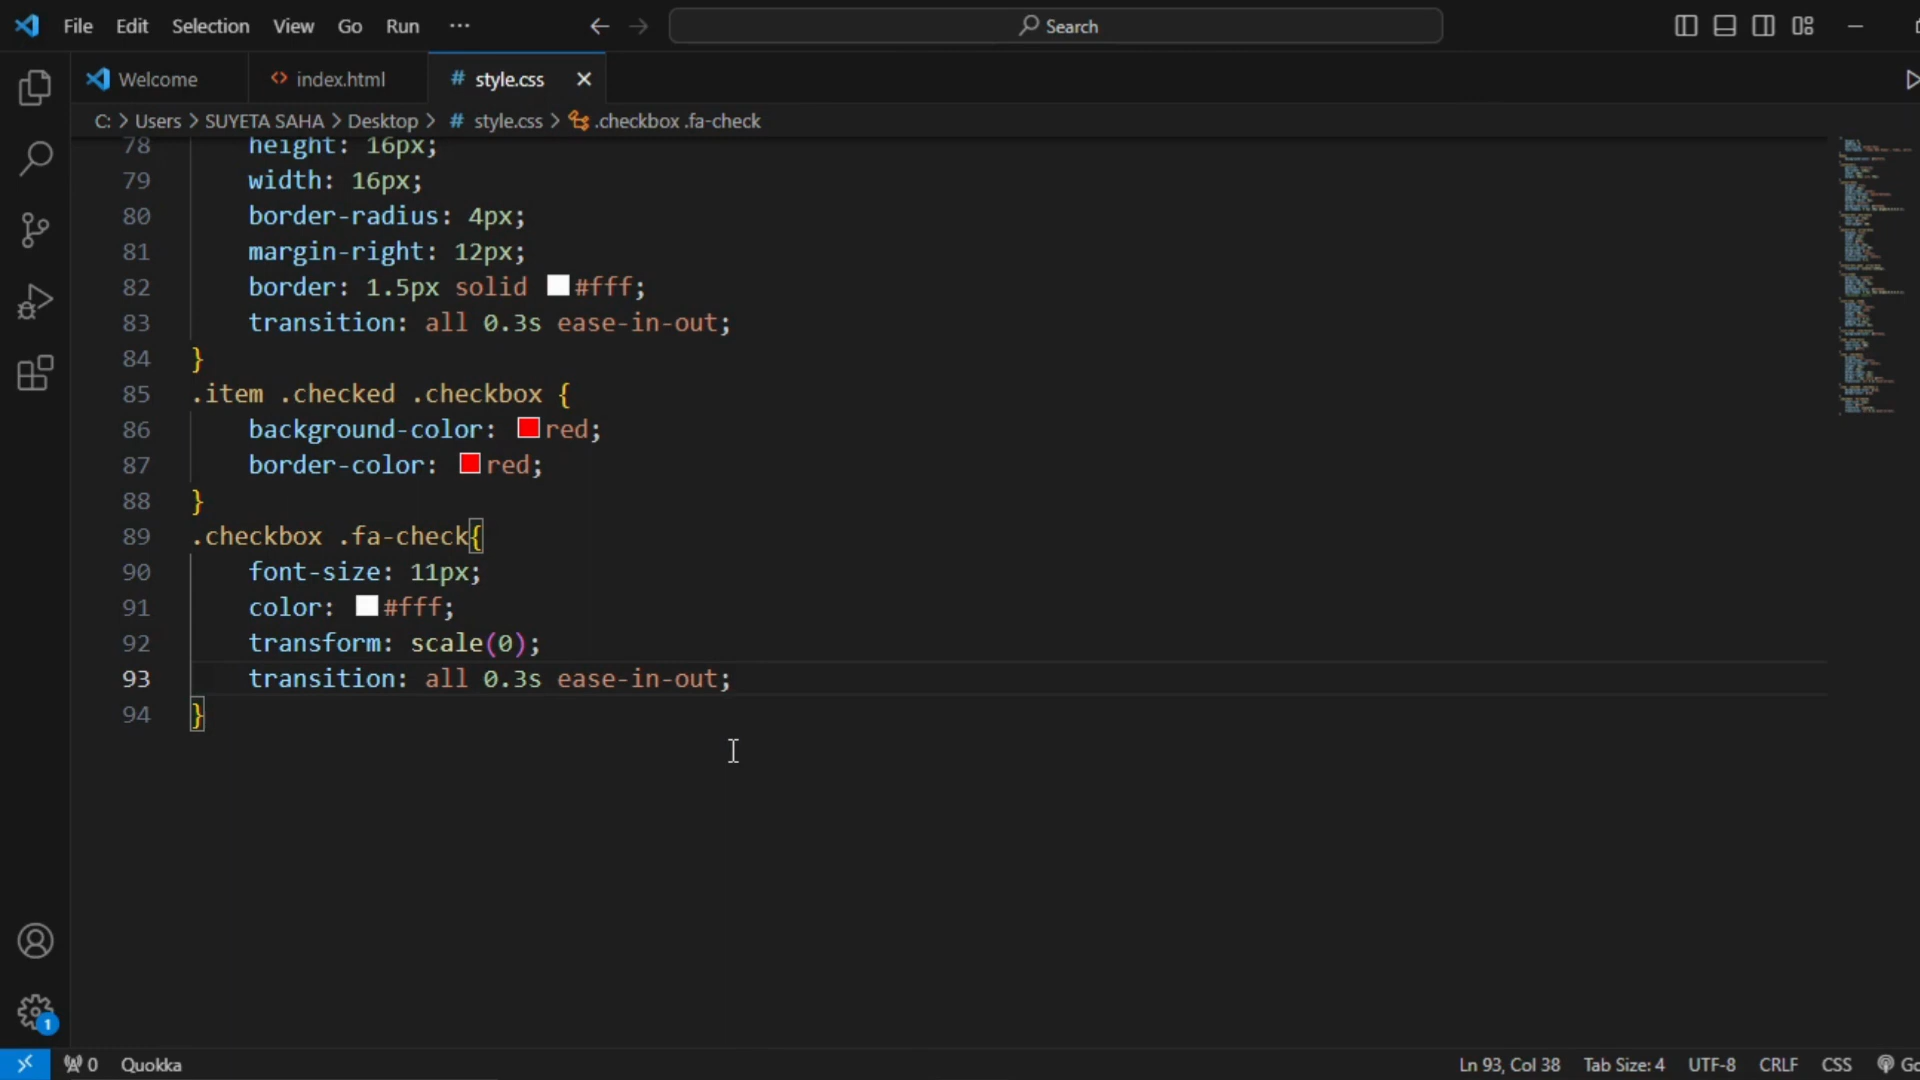 File Edit Selection View Go Run ··· Search
Welcome index.html style.css
C: > Users > SUYETA SAHA > Desktop > # style.css > .checkbox .fa-check
78 height: 16px;
79 width: 16px;
80 border-radius: 4px;
81 margin-right: 12px;
82 border: 1.5px solid #fff;
83 transition: all 0.3s ease-in-out;
84 }
85 .item .checked .checkbox {
86 background-color: red;
87 border-color: red;
88 }
89 .checkbox .fa-check{
90 font-size: 11px;
91 color: #fff;
92 transform: scale(0);
93 transition: all 0.3s ease-in-out;
94 }
1
0 Quokka Ln 93, Col 38 Tab Size: 4 UTF-8 CRLF CSS